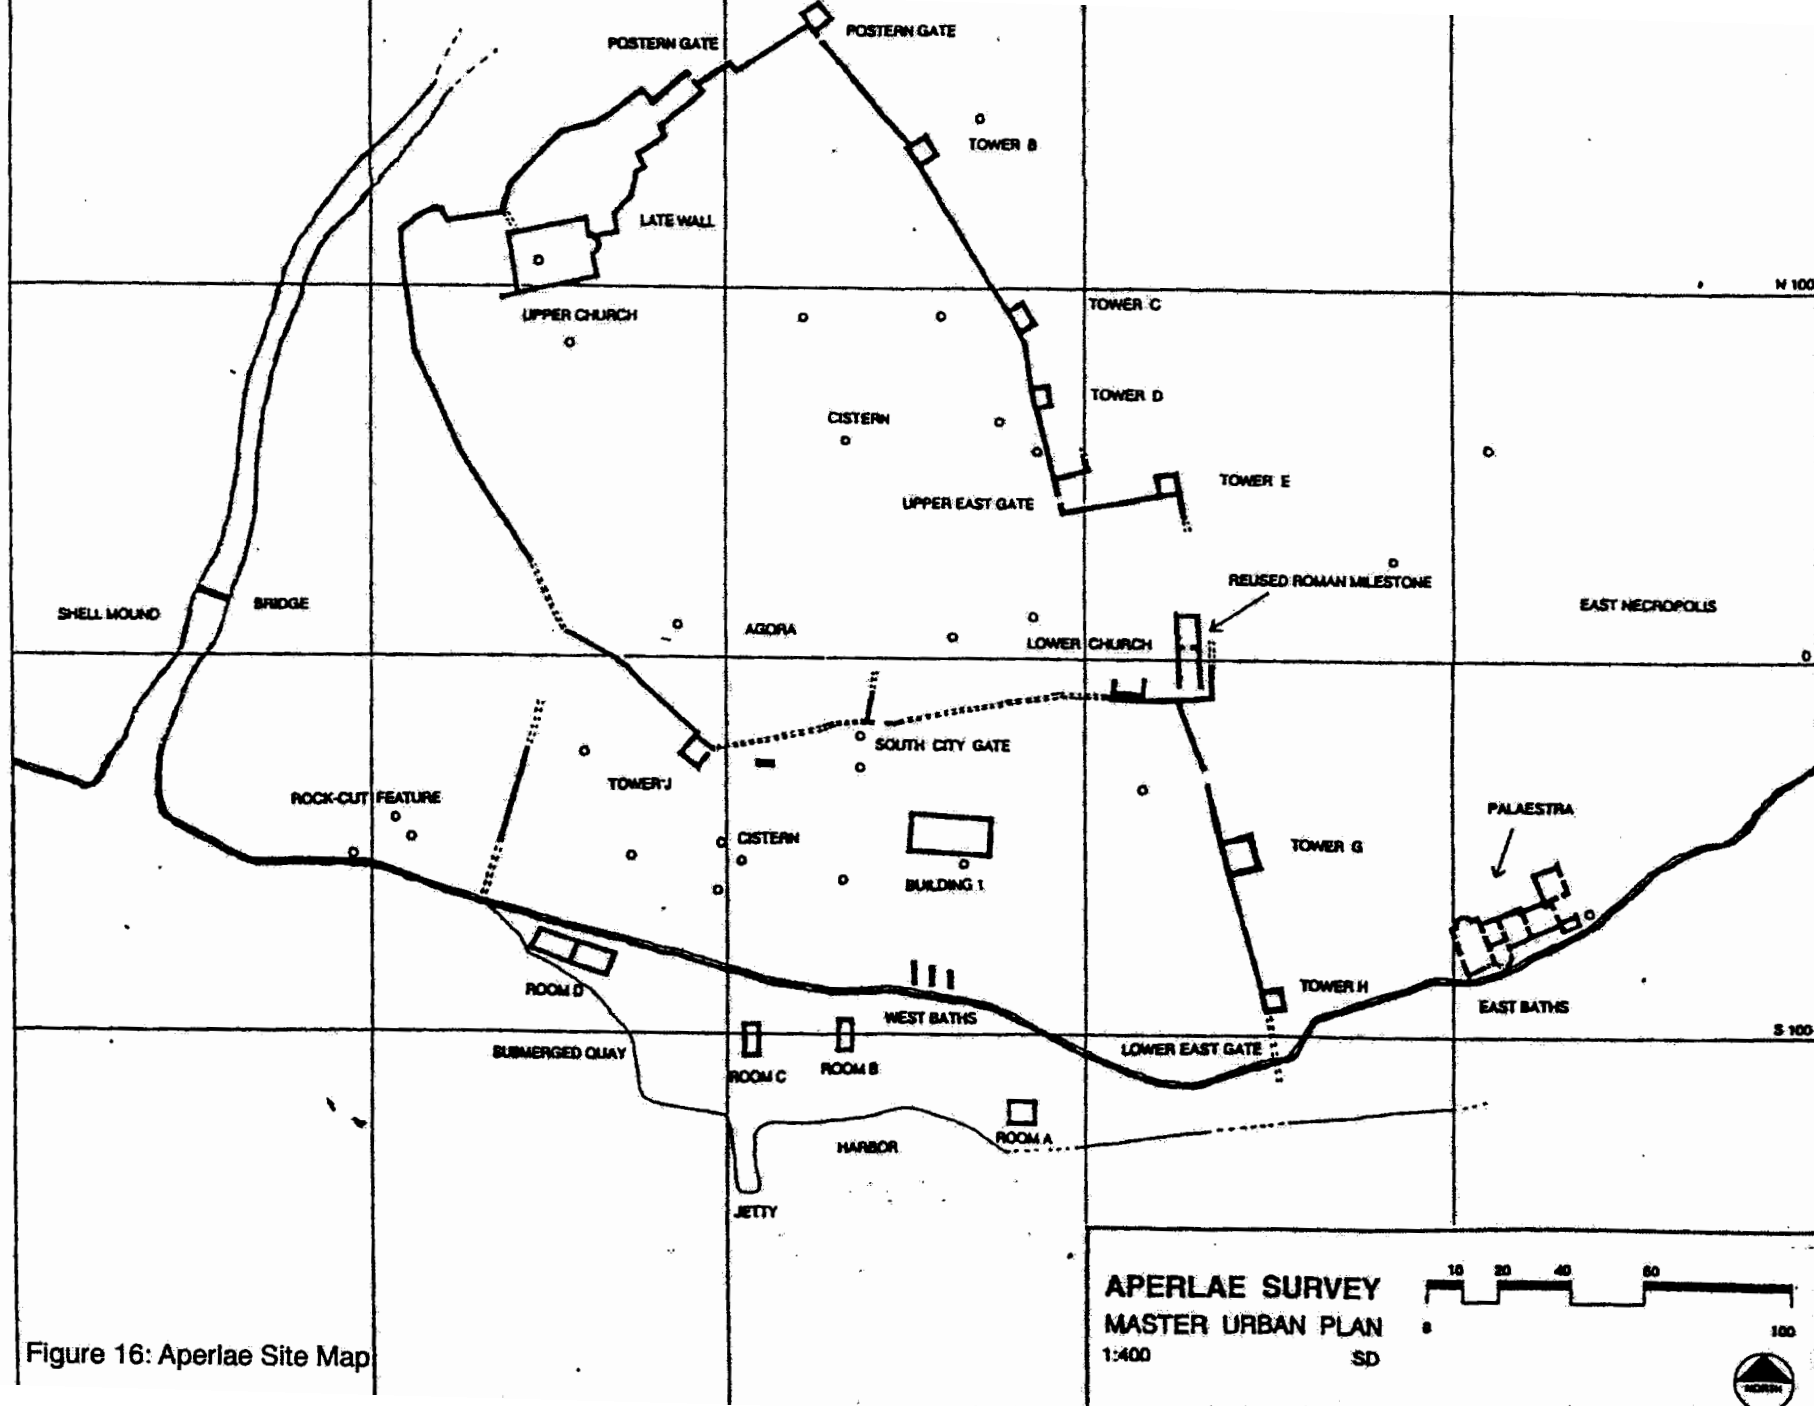 POSTERN GATE
POSTERN GATE
TOWER B
LATE WALL
N 100
TOWER C
UPPER CHURCH
TOWER D
CISTERN
TOWER E
UPPER EAST GATE
REUSED ROMAN MILESTONE
SHELL MOUND
BRIDGE
EAST NECROPOLIS
AGORA
LOWER CHURCH
0
SOUTH CITY GATE
TOWER J
ROCK-CUT FEATURE
PALAESTRA
CISTERN
TOWER G
BUILDING 1
ROOM D
TOWER H
EAST BATHS
WEST BATHS
S 100
SUBMERGED QUAY
LOWER EAST GATE
ROOM C
ROOM B
ROOM A
HARBOR
JETTY
10 20 40 60
APERLAE SURVEY
MASTER URBAN PLAN
100
1:400 SD
Figure 16: Aperlae Site Map
NORTH